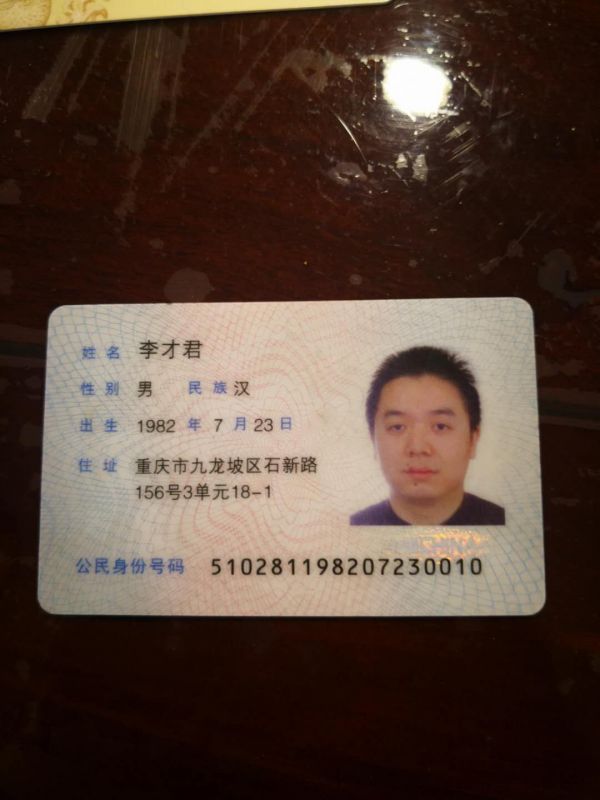 姓名 李才君
性别 男 民族 汉
出生 1982 年 7 月 23 日
住址 重庆市九龙坡区石新路
156号3单元18-1
公民身份号码 510281198207230010